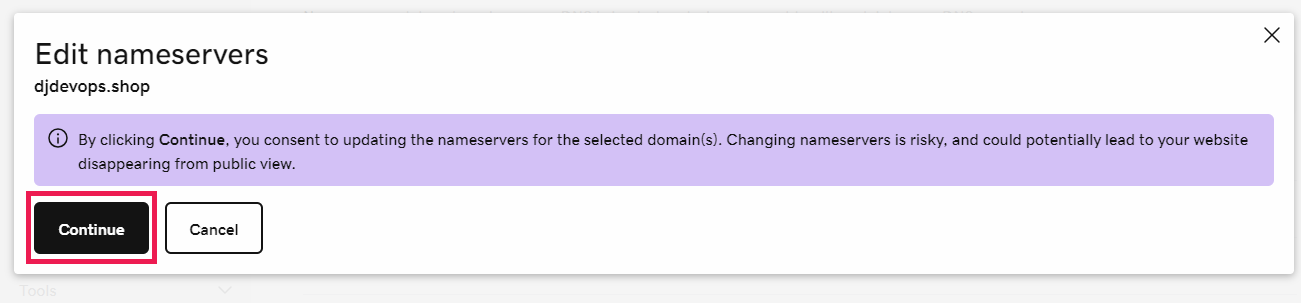 Edit nameservers
djdevops.shop
By clicking Continue, you consent to updating the nameservers for the selected domain(s). Changing nameservers is risky, and could potentially lead to your website
disappearing from public view.
Continue Cancel
Tools